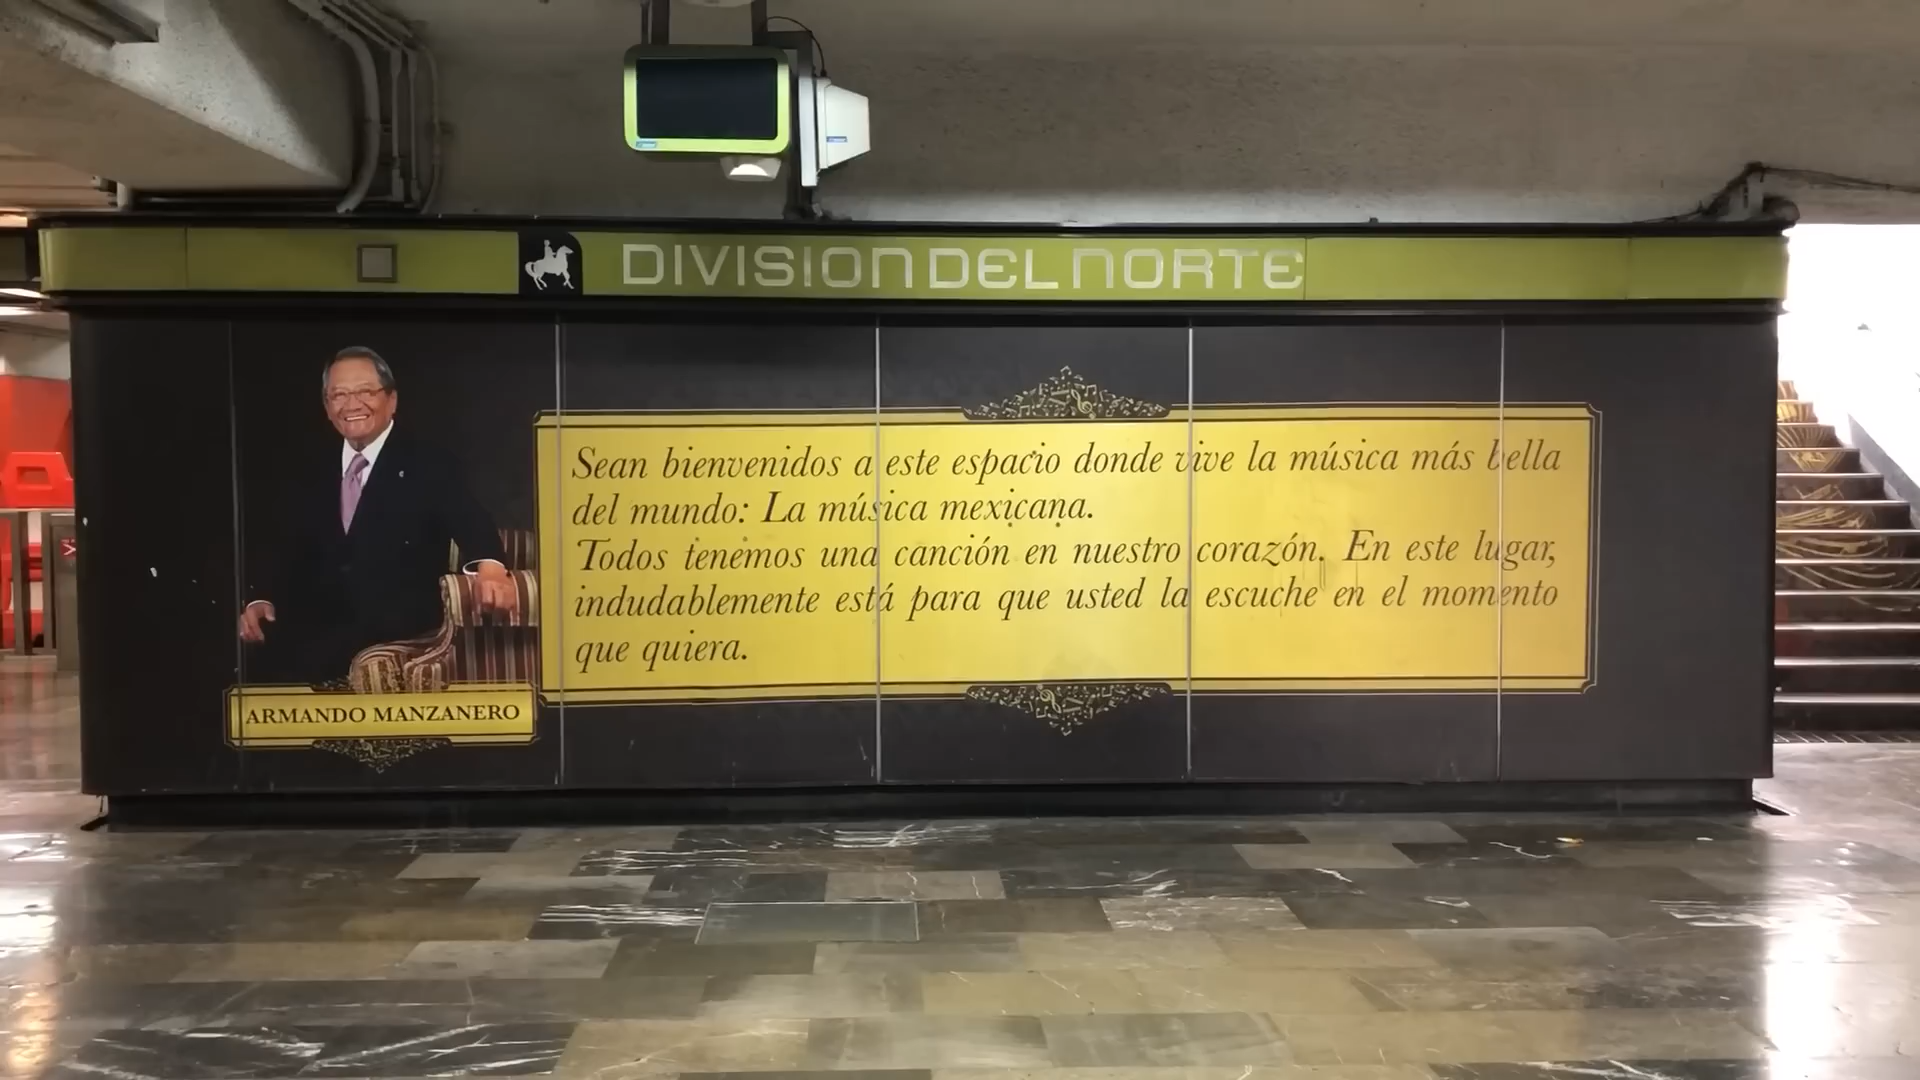 DIVISION DEL NORTE
Sean bienvenidos a este espacio donde vive la música más bella
del mundo: La música mexicana.
Todos tenemos una canción en nuestro corazón. En este lugar,
indudablemente está para que usted la escuche en el momento
que quiera.
ARMANDO MANZANERO